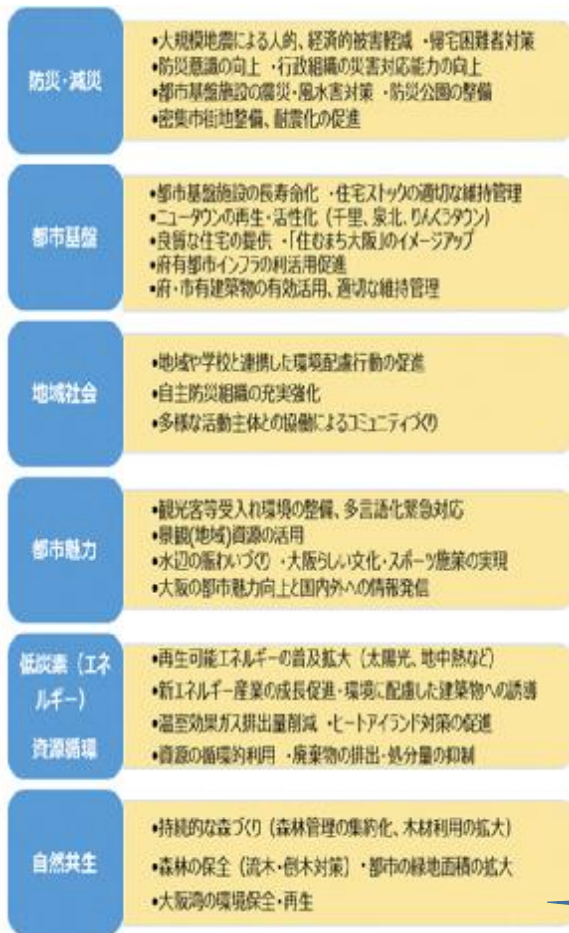 防災・減災
•大規模地震による人的、経済的被害軽減 ・帰宅困難者対策
•防災意識の向上 ・行政組織の災害対応能力の向上
•都市基盤施設の震災・風水害対策 ・防災公園の整備
•密集市街地整備、耐震化の促進
都市基盤
•都市基盤施設の長寿命化 ・住宅ストックの適切な維持管理
•ニュータウンの再生・活性化（千里、泉北、りんくうタウン）
•良質な住宅の提供 ・「住むまち大阪」のイメージアップ
•府有都市インフラの利活用促進
•府・市有建築物の有効活用、適切な維持管理
地域社会
•地域や学校と連携した環境配慮行動の促進
•自主防災組織の充実強化
•多様な活動主体との協働によるコミュニティづくり
都市魅力
•観光客等受入れ環境の整備、多言語化緊急対応
•景観(地域)資源の活用
•水辺の賑わいづくり ・大阪らしい文化・スポーツ施策の実現
•大阪の都市魅力向上と国内外への情報発信
低炭素（エネ
ルギー）
資源循環
•再生可能エネルギーの普及拡大（太陽光、地中熱など）
•新エネルギー産業の成長促進・環境に配慮した建築物への誘導
•温室効果ガス排出量削減 ・ヒートアイランド対策の促進
•資源の循環的利用 ・廃棄物の排出・処分量の抑制
自然共生
•持続的な森づくり（森林管理の集約化、木材利用の拡大）
•森林の保全（流木・倒木対策）・都市の緑地面積の拡大
•大阪湾の環境保全・再生